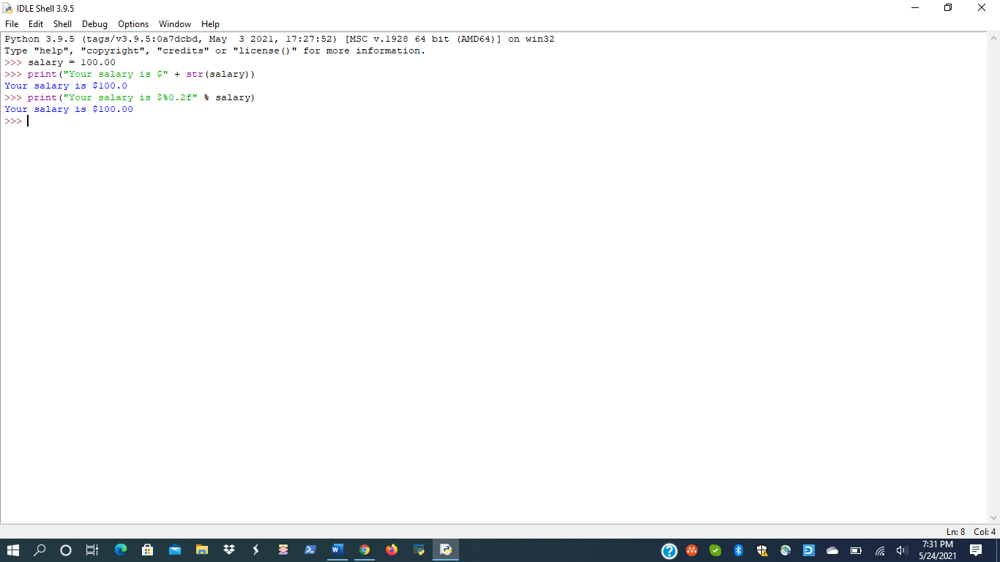 IDLE Shell 3.9.5
File Edit Shell Debug Options Window Help
Python 3.9.5 (tags/v3.9.5:0a7dcbd, May  3 2021, 17:27:52) [MSC v.1928 64 bit (AMD64)] on win32
Type "help", "copyright", "credits" or "license()" for more information.
>>> salary = 100.00
>>> print("Your salary is $" + str(salary))
Your salary is $100.0
>>> print("Your salary is $%0.2f" % salary)
Your salary is $100.00
>>>
Ln: 8 Col: 4
7:31 PM
5/24/2021